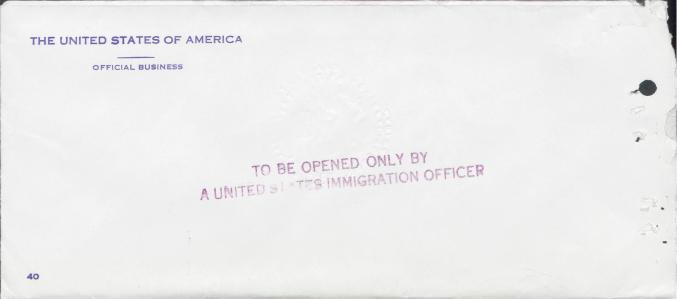 THE UNITED STATES OF AMERICA
OFFICIAL BUSINESS
TO BE OPENED ONLY BY
A UNITED STATES IMMIGRATION OFFICER
40